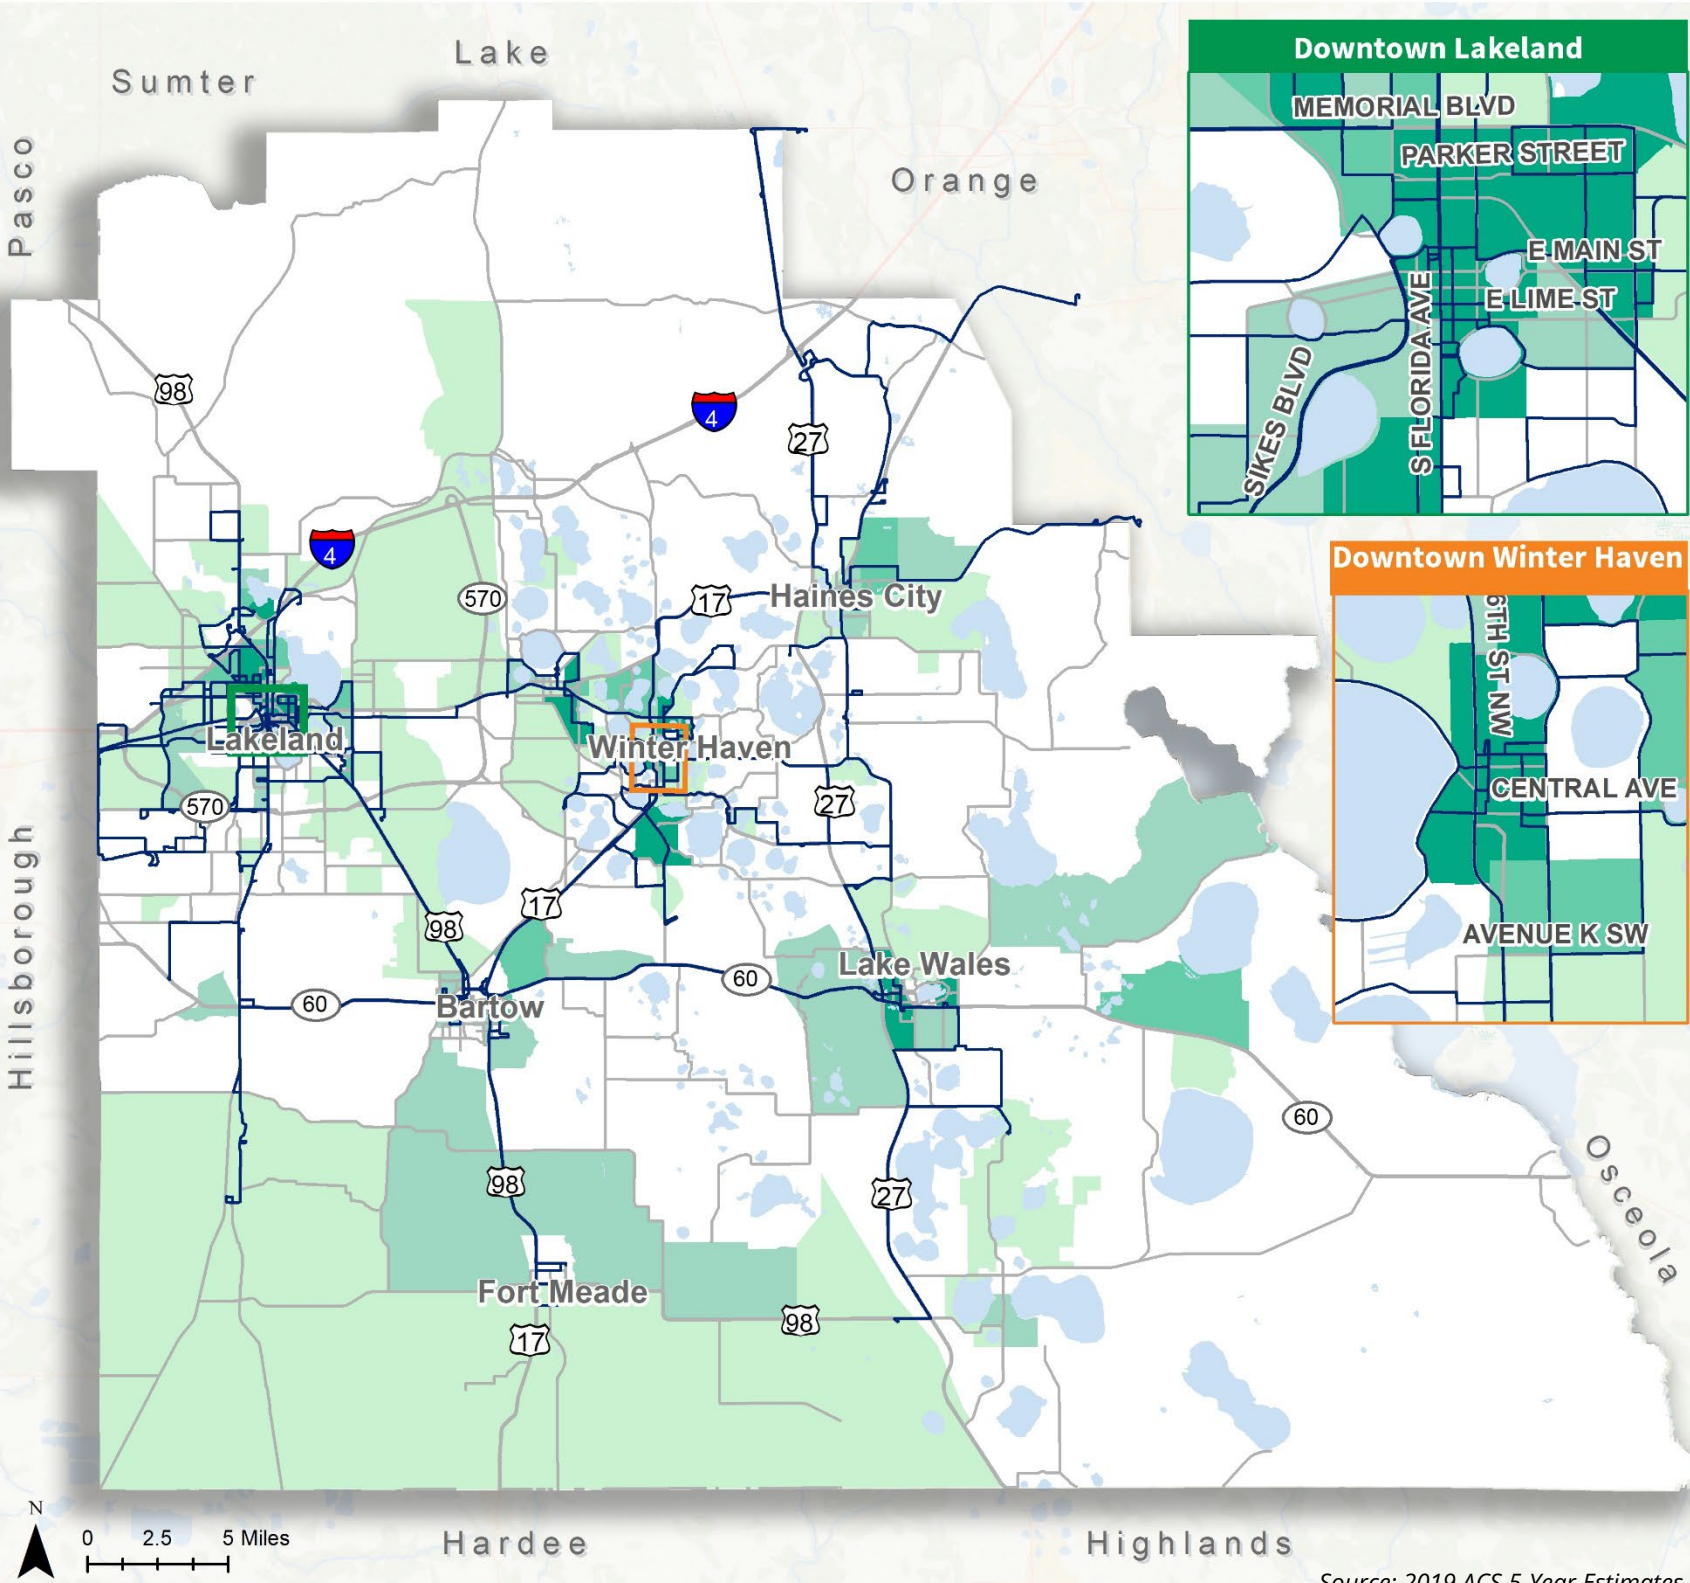 Lake
Sumter
Pasco
Orange
Hillsborough
Osceola
Hardee
Highlands
98
4
27
4
570
17
Haines City
Lakeland
Winter Haven
570
27
17
98
Lake Wales
60
60
Bartow
60
98
27
Fort Meade
98
17
Downtown Lakeland
MEMORIAL BLVD
PARKER STREET
E MAIN ST
E LIME ST
S FLORIDA AVE
SIKES BLVD
Downtown Winter Haven
6TH ST NW
CENTRAL AVE
AVENUE K SW
N
0 2.5 5 Miles
Source: 2019 ACS 5-Year Estimates